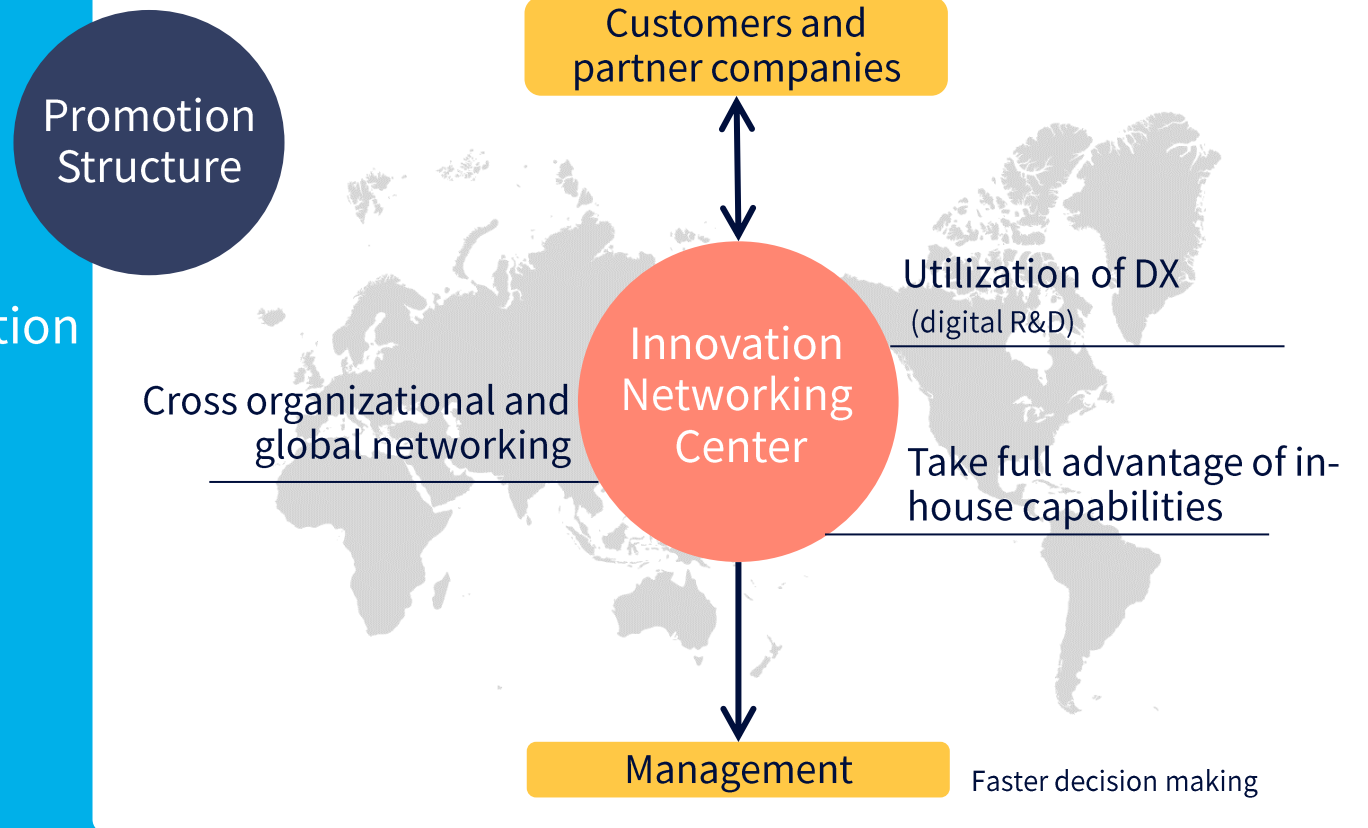 Customers and
partner companies
Promotion
Structure
Utilization of DX
(digital R&D)
tion
Innovation
Networking
Center
Cross organizational and
global networking
Take full advantage of in-
house capabilities
Management
Faster decision making